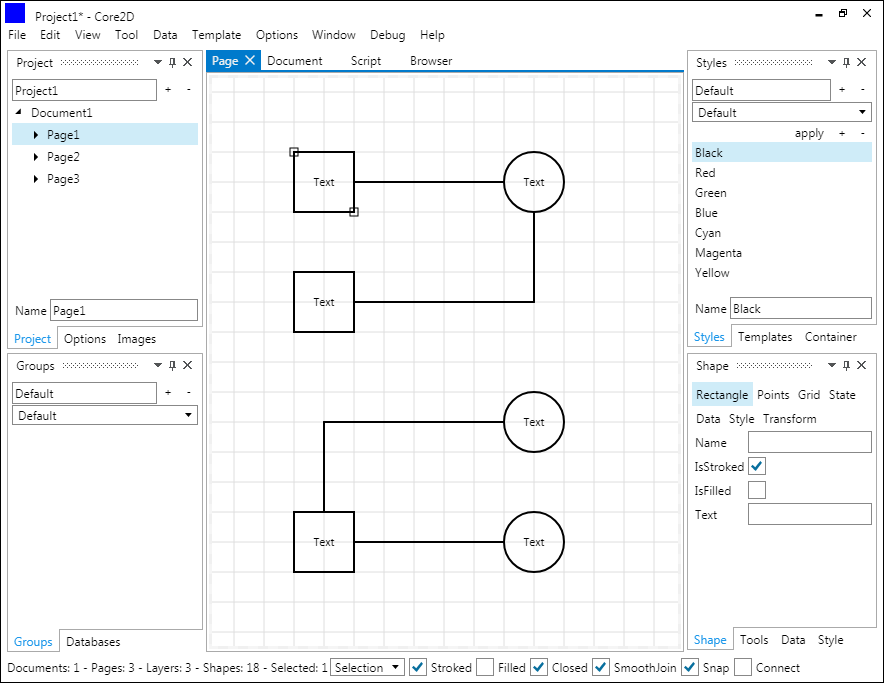 Project1* - Core2D
File Edit View Tool Data Template Options Window Debug Help
Project
Project1 + -
Document1
Page1
Page2
Page3
Name Page1
Project Options Images
Groups
Default + -
Default
Groups Databases
Page Document Script Browser
Text Text
Text
Text
Text Text
Styles
Default + -
Default
apply + -
Black
Red
Green
Blue
Cyan
Magenta
Yellow
Name Black
Styles Templates Container
Shape
Rectangle Points Grid State
Data Style Transform
Name
IsStroked
IsFilled
Text
Shape Tools Data Style
Documents: 1 - Pages: 3 - Layers: 3 - Shapes: 18 - Selected: 1 Selection Stroked Filled Closed SmoothJoin Snap Connect